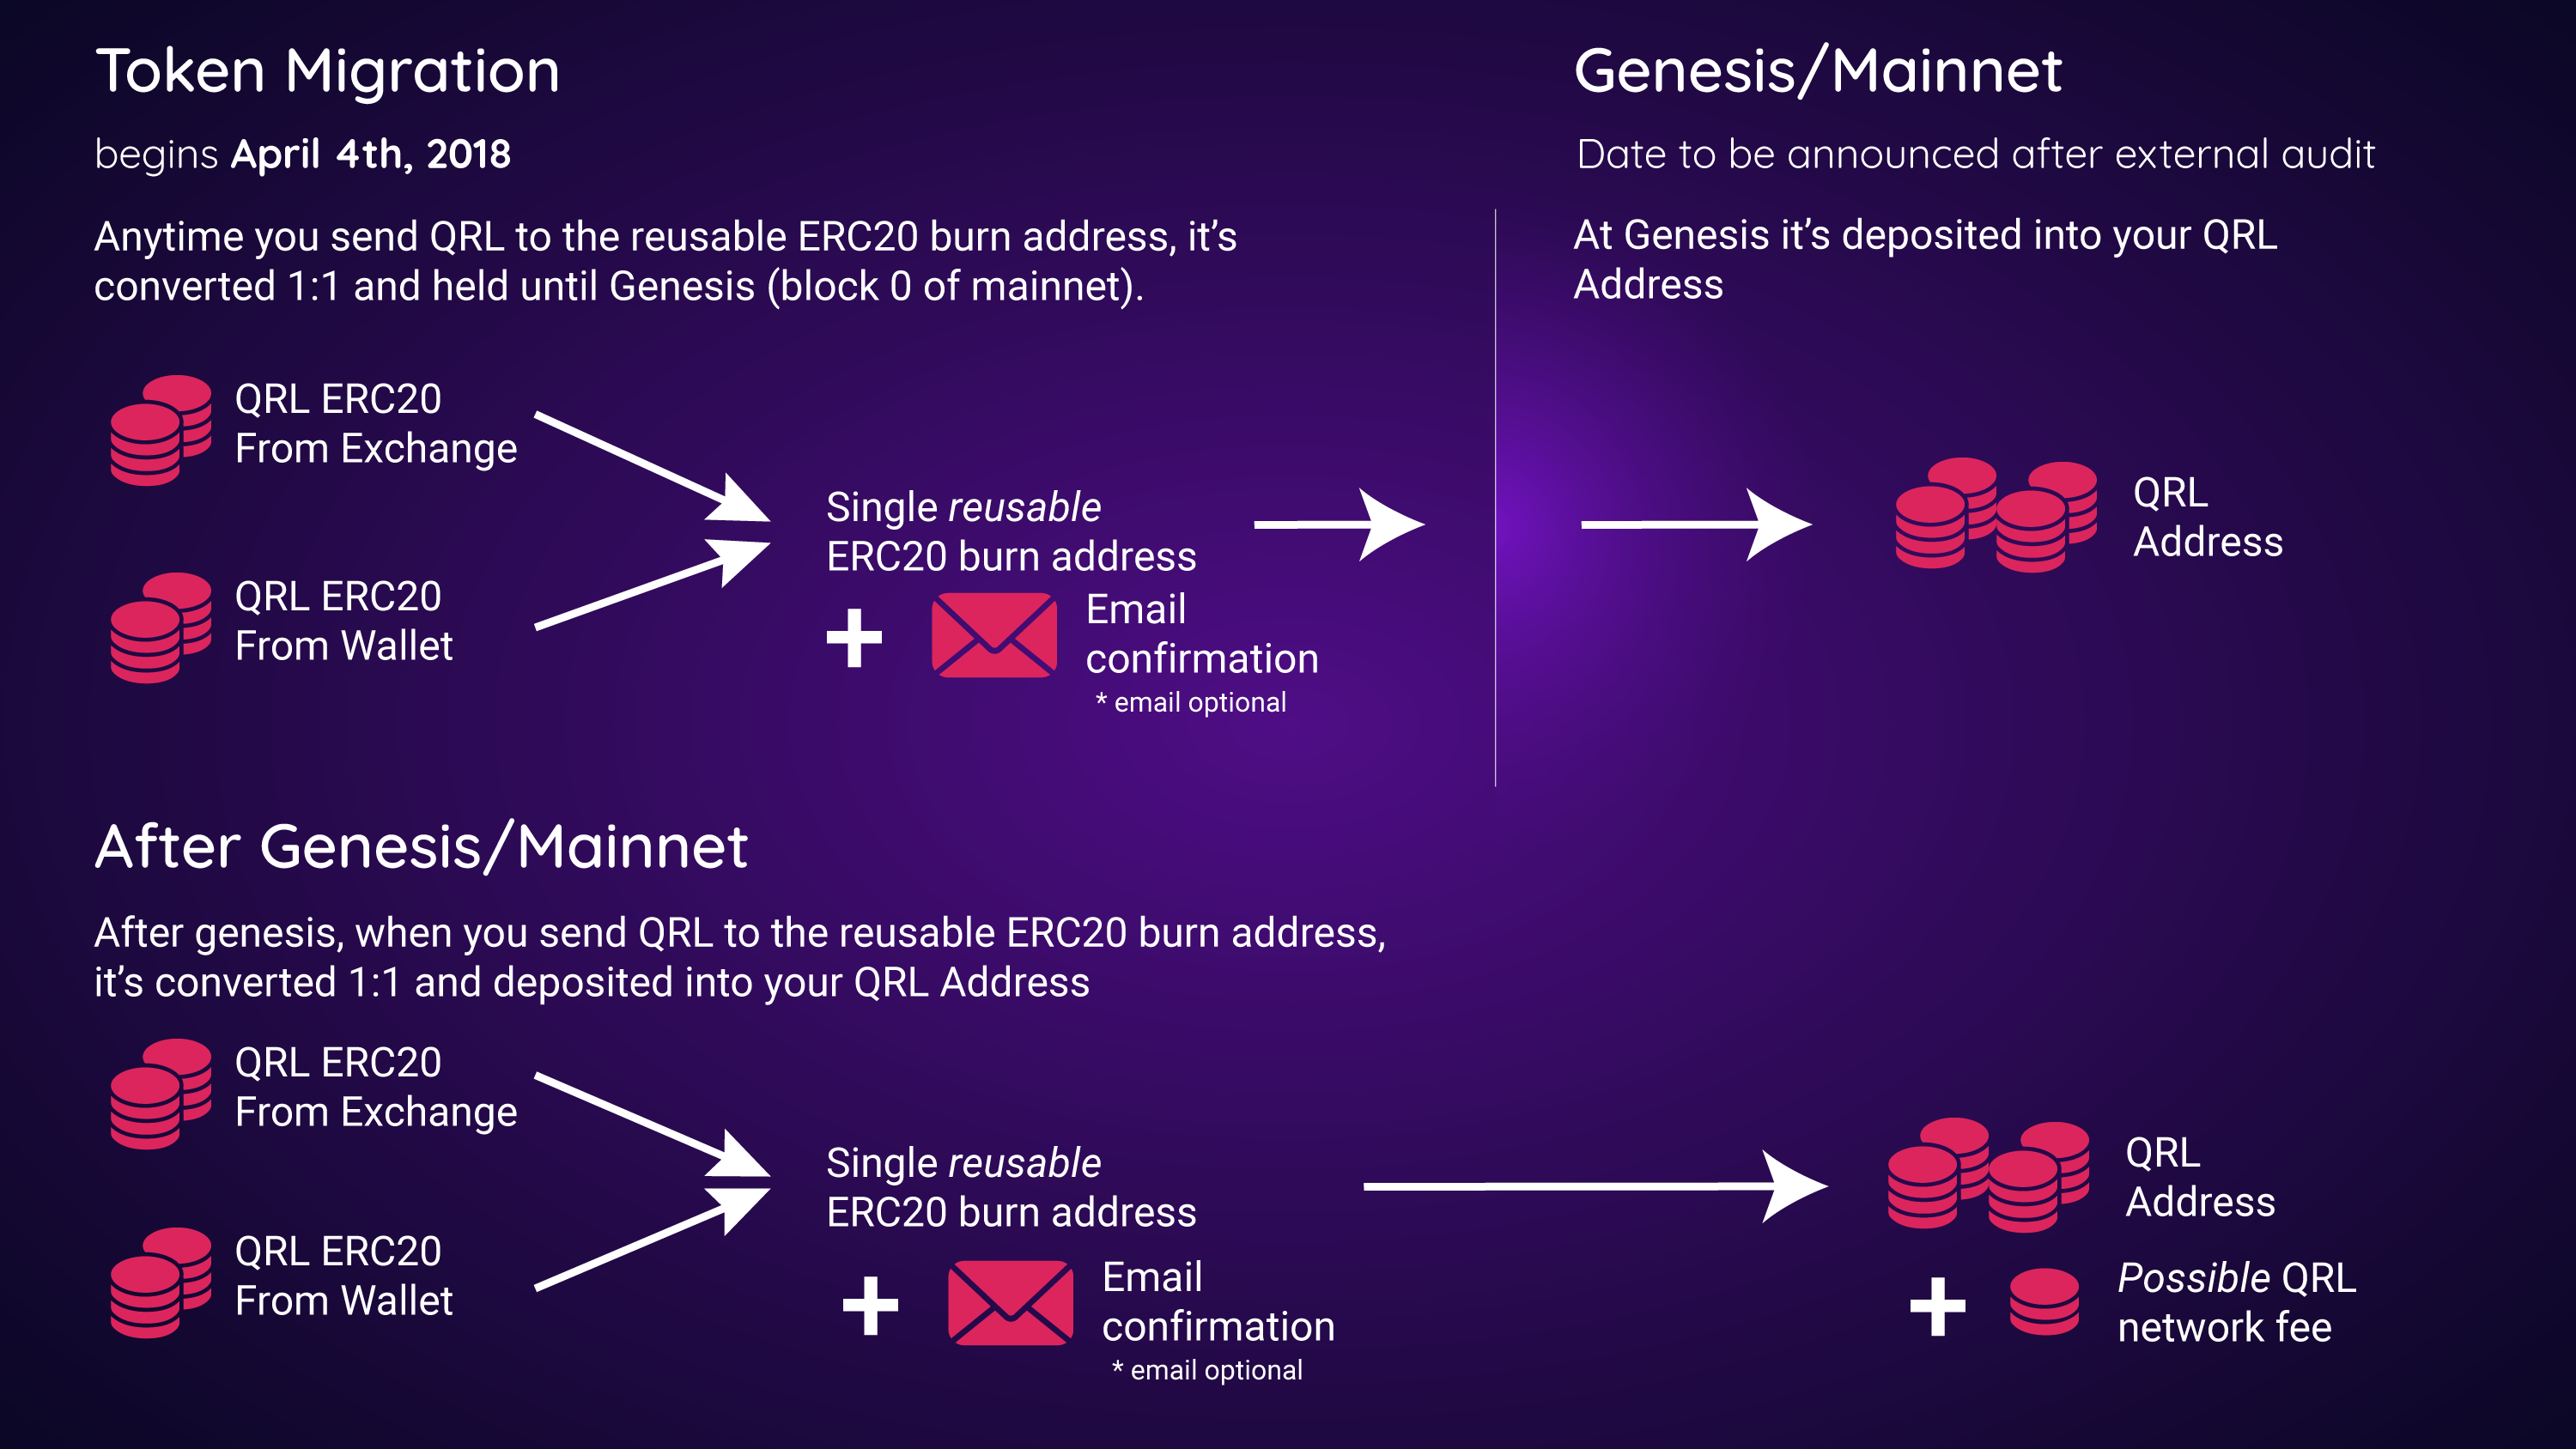 Token Migration
begins April 4th, 2018
Anytime you send QRL to the reusable ERC20 burn address, it’s
converted 1:1 and held until Genesis (block 0 of mainnet).
QRL ERC20
From Exchange
QRL ERC20
From Wallet
Single reusable
ERC20 burn address
+
Email
confirmation
* email optional
Genesis/Mainnet
Date to be announced after external audit
At Genesis it’s deposited into your QRL
Address
QRL
Address
After Genesis/Mainnet
After genesis, when you send QRL to the reusable ERC20 burn address,
it’s converted 1:1 and deposited into your QRL Address
QRL ERC20
From Exchange
QRL ERC20
From Wallet
Single reusable
ERC20 burn address
+
Email
confirmation
* email optional
QRL
Address
+
Possible QRL
network fee